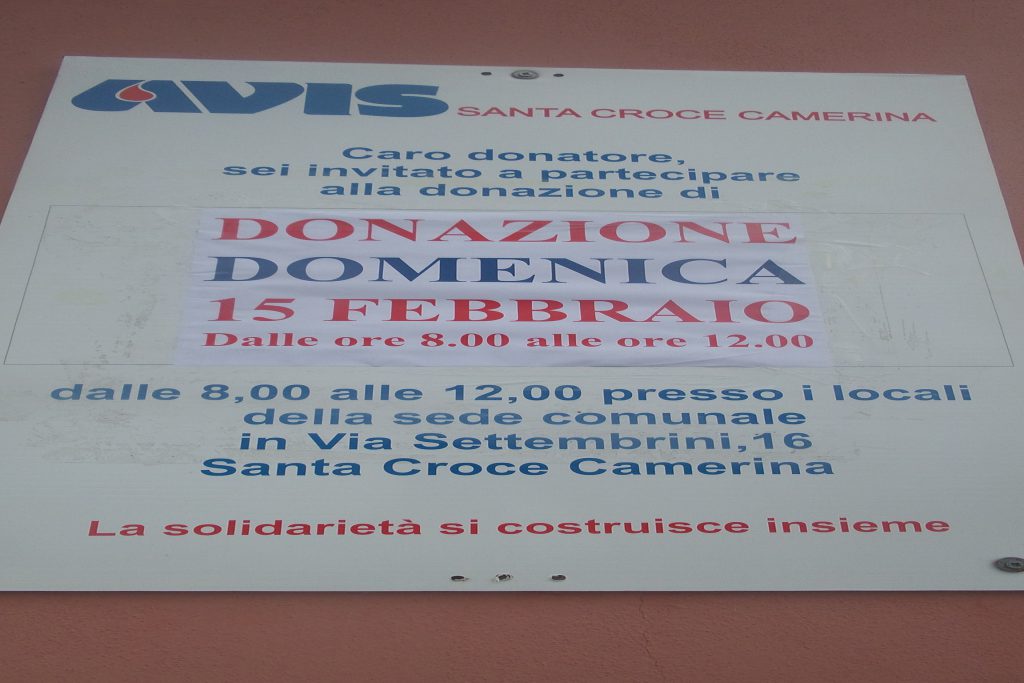 AVIS SANTA CROCE CAMERINA
Caro donatore,
sei invitato a partecipare
alla donazione di
DONAZIONE
DOMENICA
15 FEBBRAIO
Dalle ore 8.00 alle ore 12.00
dalle 8,00 alle 12,00 presso i locali
della sede comunale
in Via Settembrini,16
Santa Croce Camerina
La solidarietà si costruisce insieme